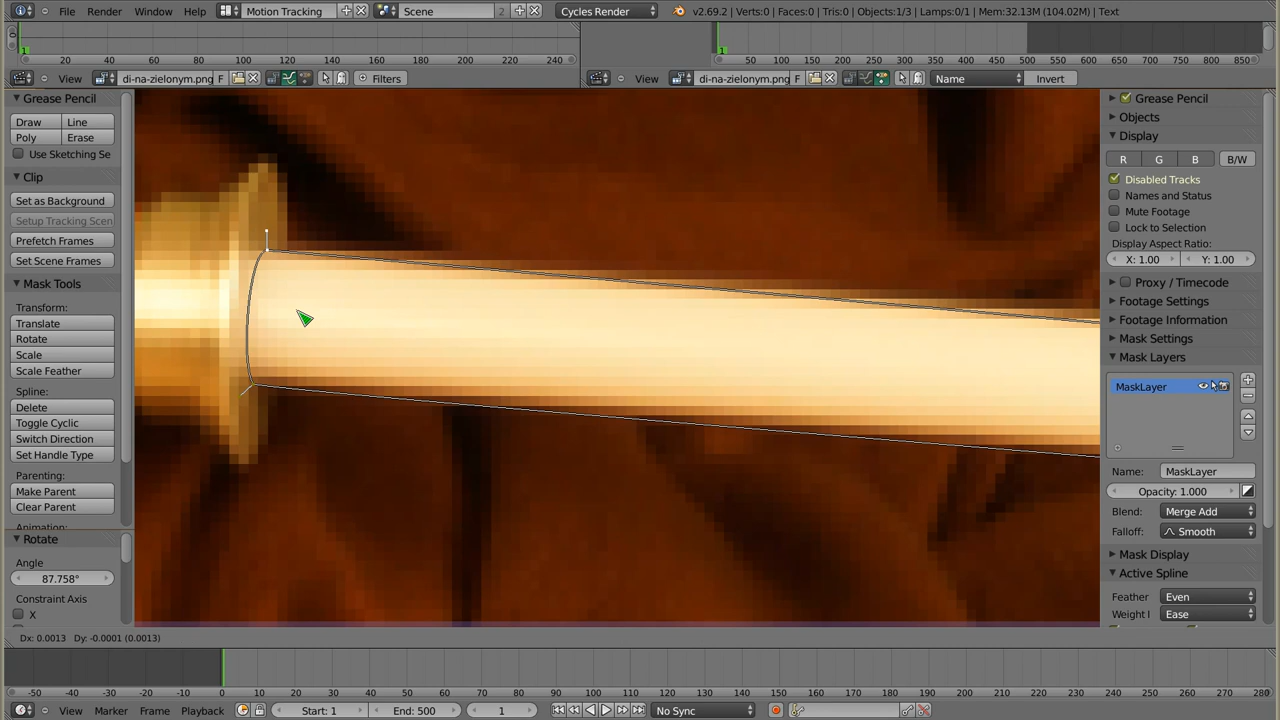 File Render Window Help Motion Tracking Scene 2 Cycles Render v2.69.2 | Verts:0 | Faces:0 | Tris:0 | Objects:1/3 | Lamps:0/1 | Mem:32.13M (104.02M) | Text
20 40 60 80 100 120 140 160 180 200 220 240 50 100 150 200 250 300 350 400 450 500 550 600 650 700 750 800 850
View di-na-zielonym.png F Filters View di-na-zielonym.png F Name Invert
Grease Pencil
Draw Line
Poly Erase
Use Sketching Se
Clip
Set as Background
Setup Tracking Scen
Prefetch Frames
Set Scene Frames
Mask Tools
Transform:
Translate
Rotate
Scale
Scale Feather
Spline:
Delete
Toggle Cyclic
Switch Direction
Set Handle Type
Parenting:
Make Parent
Clear Parent
Animation:
Rotate
Angle
87.758°
Constraint Axis
X
Grease Pencil
Objects
Display
R G B B/W
Disabled Tracks
Names and Status
Mute Footage
Lock to Selection
Display Aspect Ratio:
X: 1.00 Y: 1.00
Proxy / Timecode
Footage Settings
Footage Information
Mask Settings
Mask Layers
MaskLayer
Name: MaskLayer
Opacity: 1.000
Blend: Merge Add
Falloff: Smooth
Mask Display
Active Spline
Feather Even
Weight I Ease
Dx: 0.0013 Dy: -0.0001 (0.0013)
-50 -40 -30 -20 -10 0 10 20 30 40 50 60 70 80 90 100 110 120 130 140 150 160 170 180 190 200 210 220 230 240 250 260 270 280
View Marker Frame Playback Start: 1 End: 500 1 No Sync